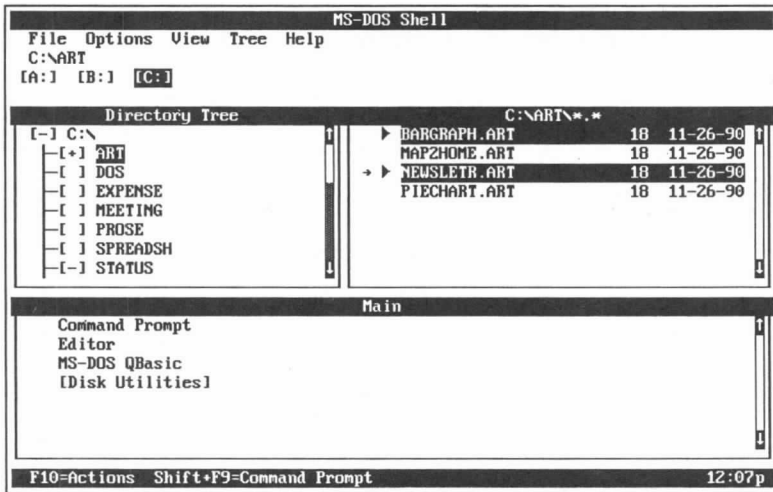 MS-DOS Shell
File Options View Tree Help
C:\ART
[A:] [B:] [C:]
Directory Tree
[-] C:\
[+] ART
[ ] DOS
[ ] EXPENSE
[ ] MEETING
[ ] PROSE
[ ] SPREADSH
[-] STATUS
C:\ART\*.*
BARGRAPH.ART 18 11-26-90
MAP2HOME.ART 18 11-26-90
NEWSLETR.ART 18 11-26-90
PIECHART.ART 18 11-26-90
Main
Command Prompt
Editor
MS-DOS QBasic
[Disk Utilities]
F10=Actions Shift+F9=Command Prompt 12:07p